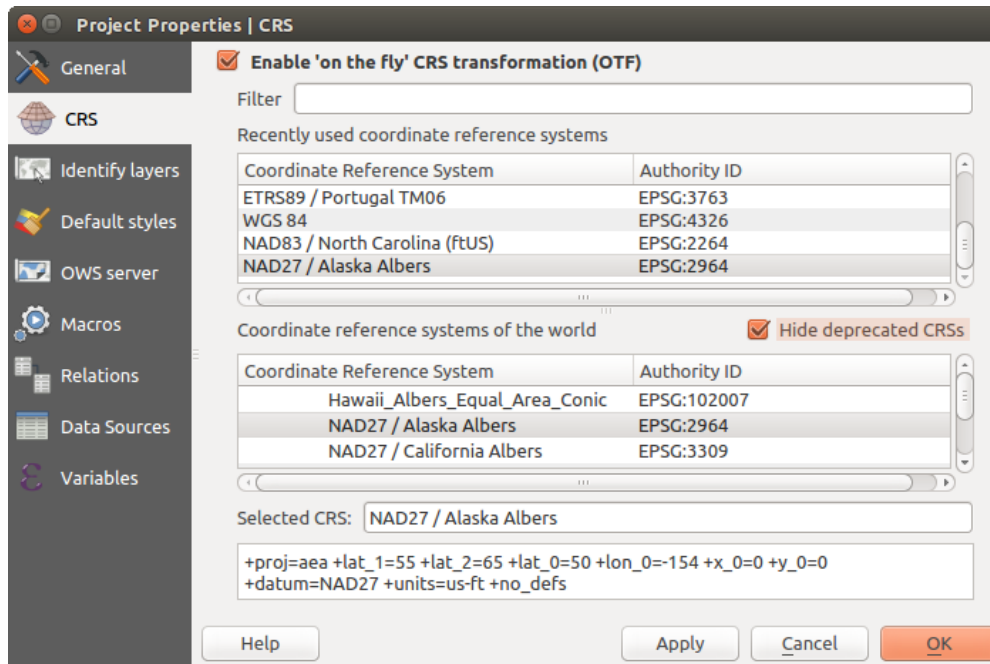 Project Properties | CRS
General
CRS
Identify layers
Default styles
OWS server
Macros
Relations
Data Sources
Variables
Enable 'on the fly' CRS transformation (OTF)
Filter
Recently used coordinate reference systems
Coordinate Reference System Authority ID
ETRS89 / Portugal TM06 EPSG:3763
WGS 84 EPSG:4326
NAD83 / North Carolina (ftUS) EPSG:2264
NAD27 / Alaska Albers EPSG:2964
Coordinate reference systems of the world Hide deprecated CRSs
Coordinate Reference System Authority ID
Hawaii_Albers_Equal_Area_Conic EPSG:102007
NAD27 / Alaska Albers EPSG:2964
NAD27 / California Albers EPSG:3309
Selected CRS: NAD27 / Alaska Albers
+proj=aea +lat_1=55 +lat_2=65 +lat_0=50 +lon_0=-154 +x_0=0 +y_0=0
+datum=NAD27 +units=us-ft +no_defs
Help Apply Cancel OK